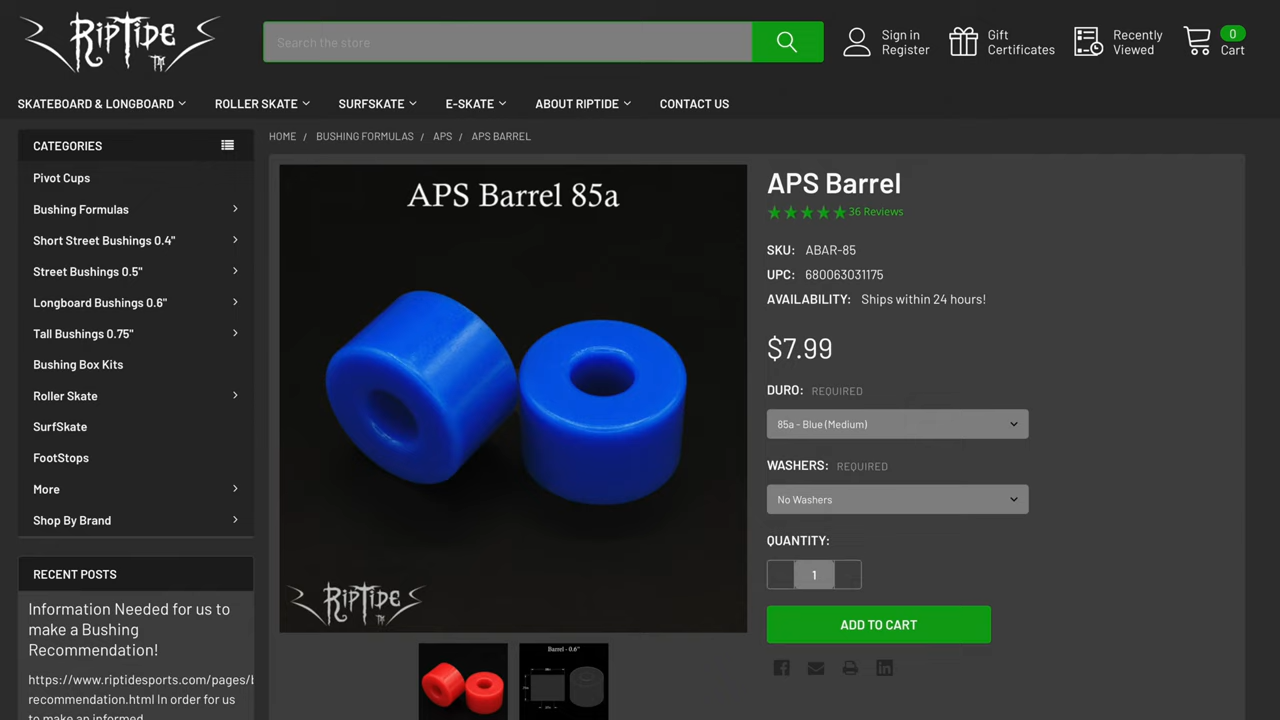 RIPTIDE
TM
Search the store
Sign in
Register
Gift
Certificates
Recently
Viewed
0
Cart
SKATEBOARD & LONGBOARD
ROLLER SKATE
SURFSKATE
E-SKATE
ABOUT RIPTIDE
CONTACT US
CATEGORIES
Pivot Cups
Bushing Formulas
Short Street Bushings 0.4"
Street Bushings 0.5"
Longboard Bushings 0.6"
Tall Bushings 0.75"
Bushing Box Kits
Roller Skate
SurfSkate
FootStops
More
Shop By Brand
RECENT POSTS
Information Needed for us to
make a Bushing
Recommendation!
https://www.riptidesports.com/pages/b
recommendation.html In order for us
to make an informed
HOME / BUSHING FORMULAS / APS / APS BARREL
APS Barrel 85a
RIPTIDE
TM
Barrel - 0.6"
APS Barrel
36 Reviews
SKU: ABAR-85
UPC: 680063031175
AVAILABILITY: Ships within 24 hours!
$7.99
DURO: REQUIRED
85a - Blue (Medium)
WASHERS: REQUIRED
No Washers
QUANTITY:
1
ADD TO CART